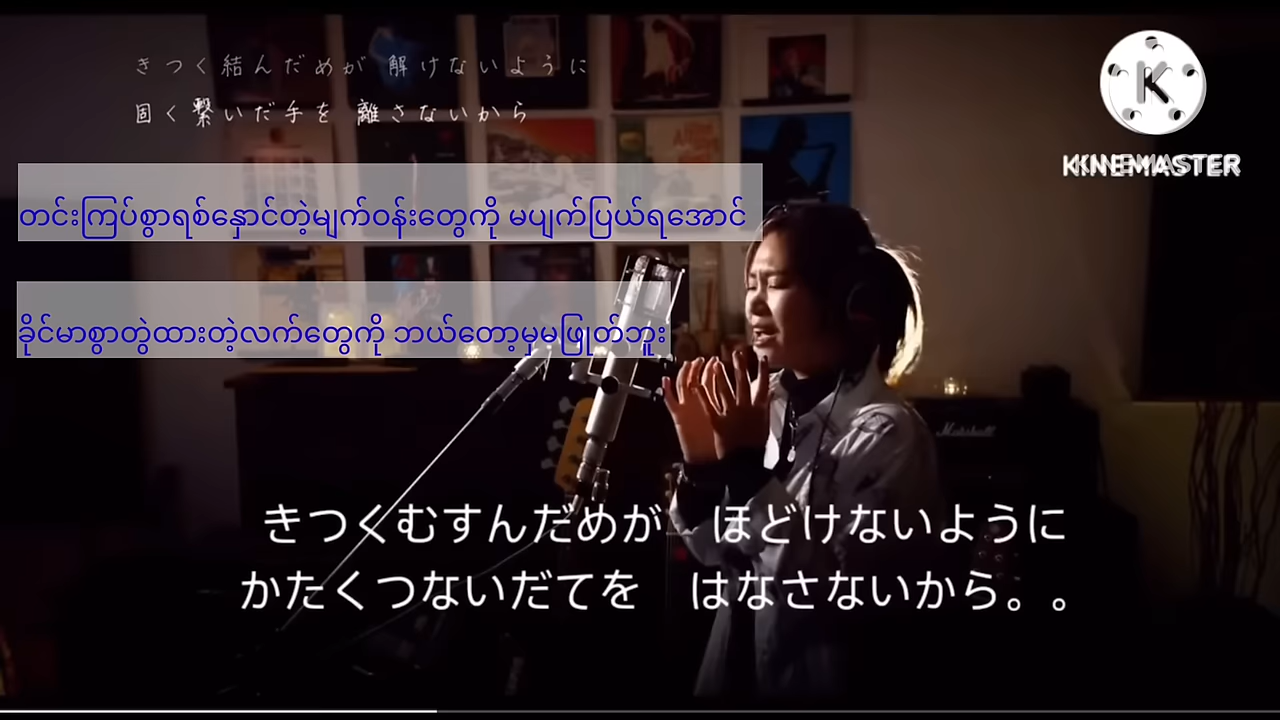 きつく結んだめが 解けないように
固く繋いだ手を 離さないから
KINEMASTER
တင်းကြပ်စွာရစ်နှောင်တဲ့မျက်ဝန်းတွေကို မပျက်ပြယ်ရအောင်
ခိုင်မာစွာတွဲထားတဲ့လက်တွေကို ဘယ်တော့မှမဖြုတ်ဘူး
Marshall
きつくむすんだめが　ほどけないように
かたくつないだてを　はなさないから。。